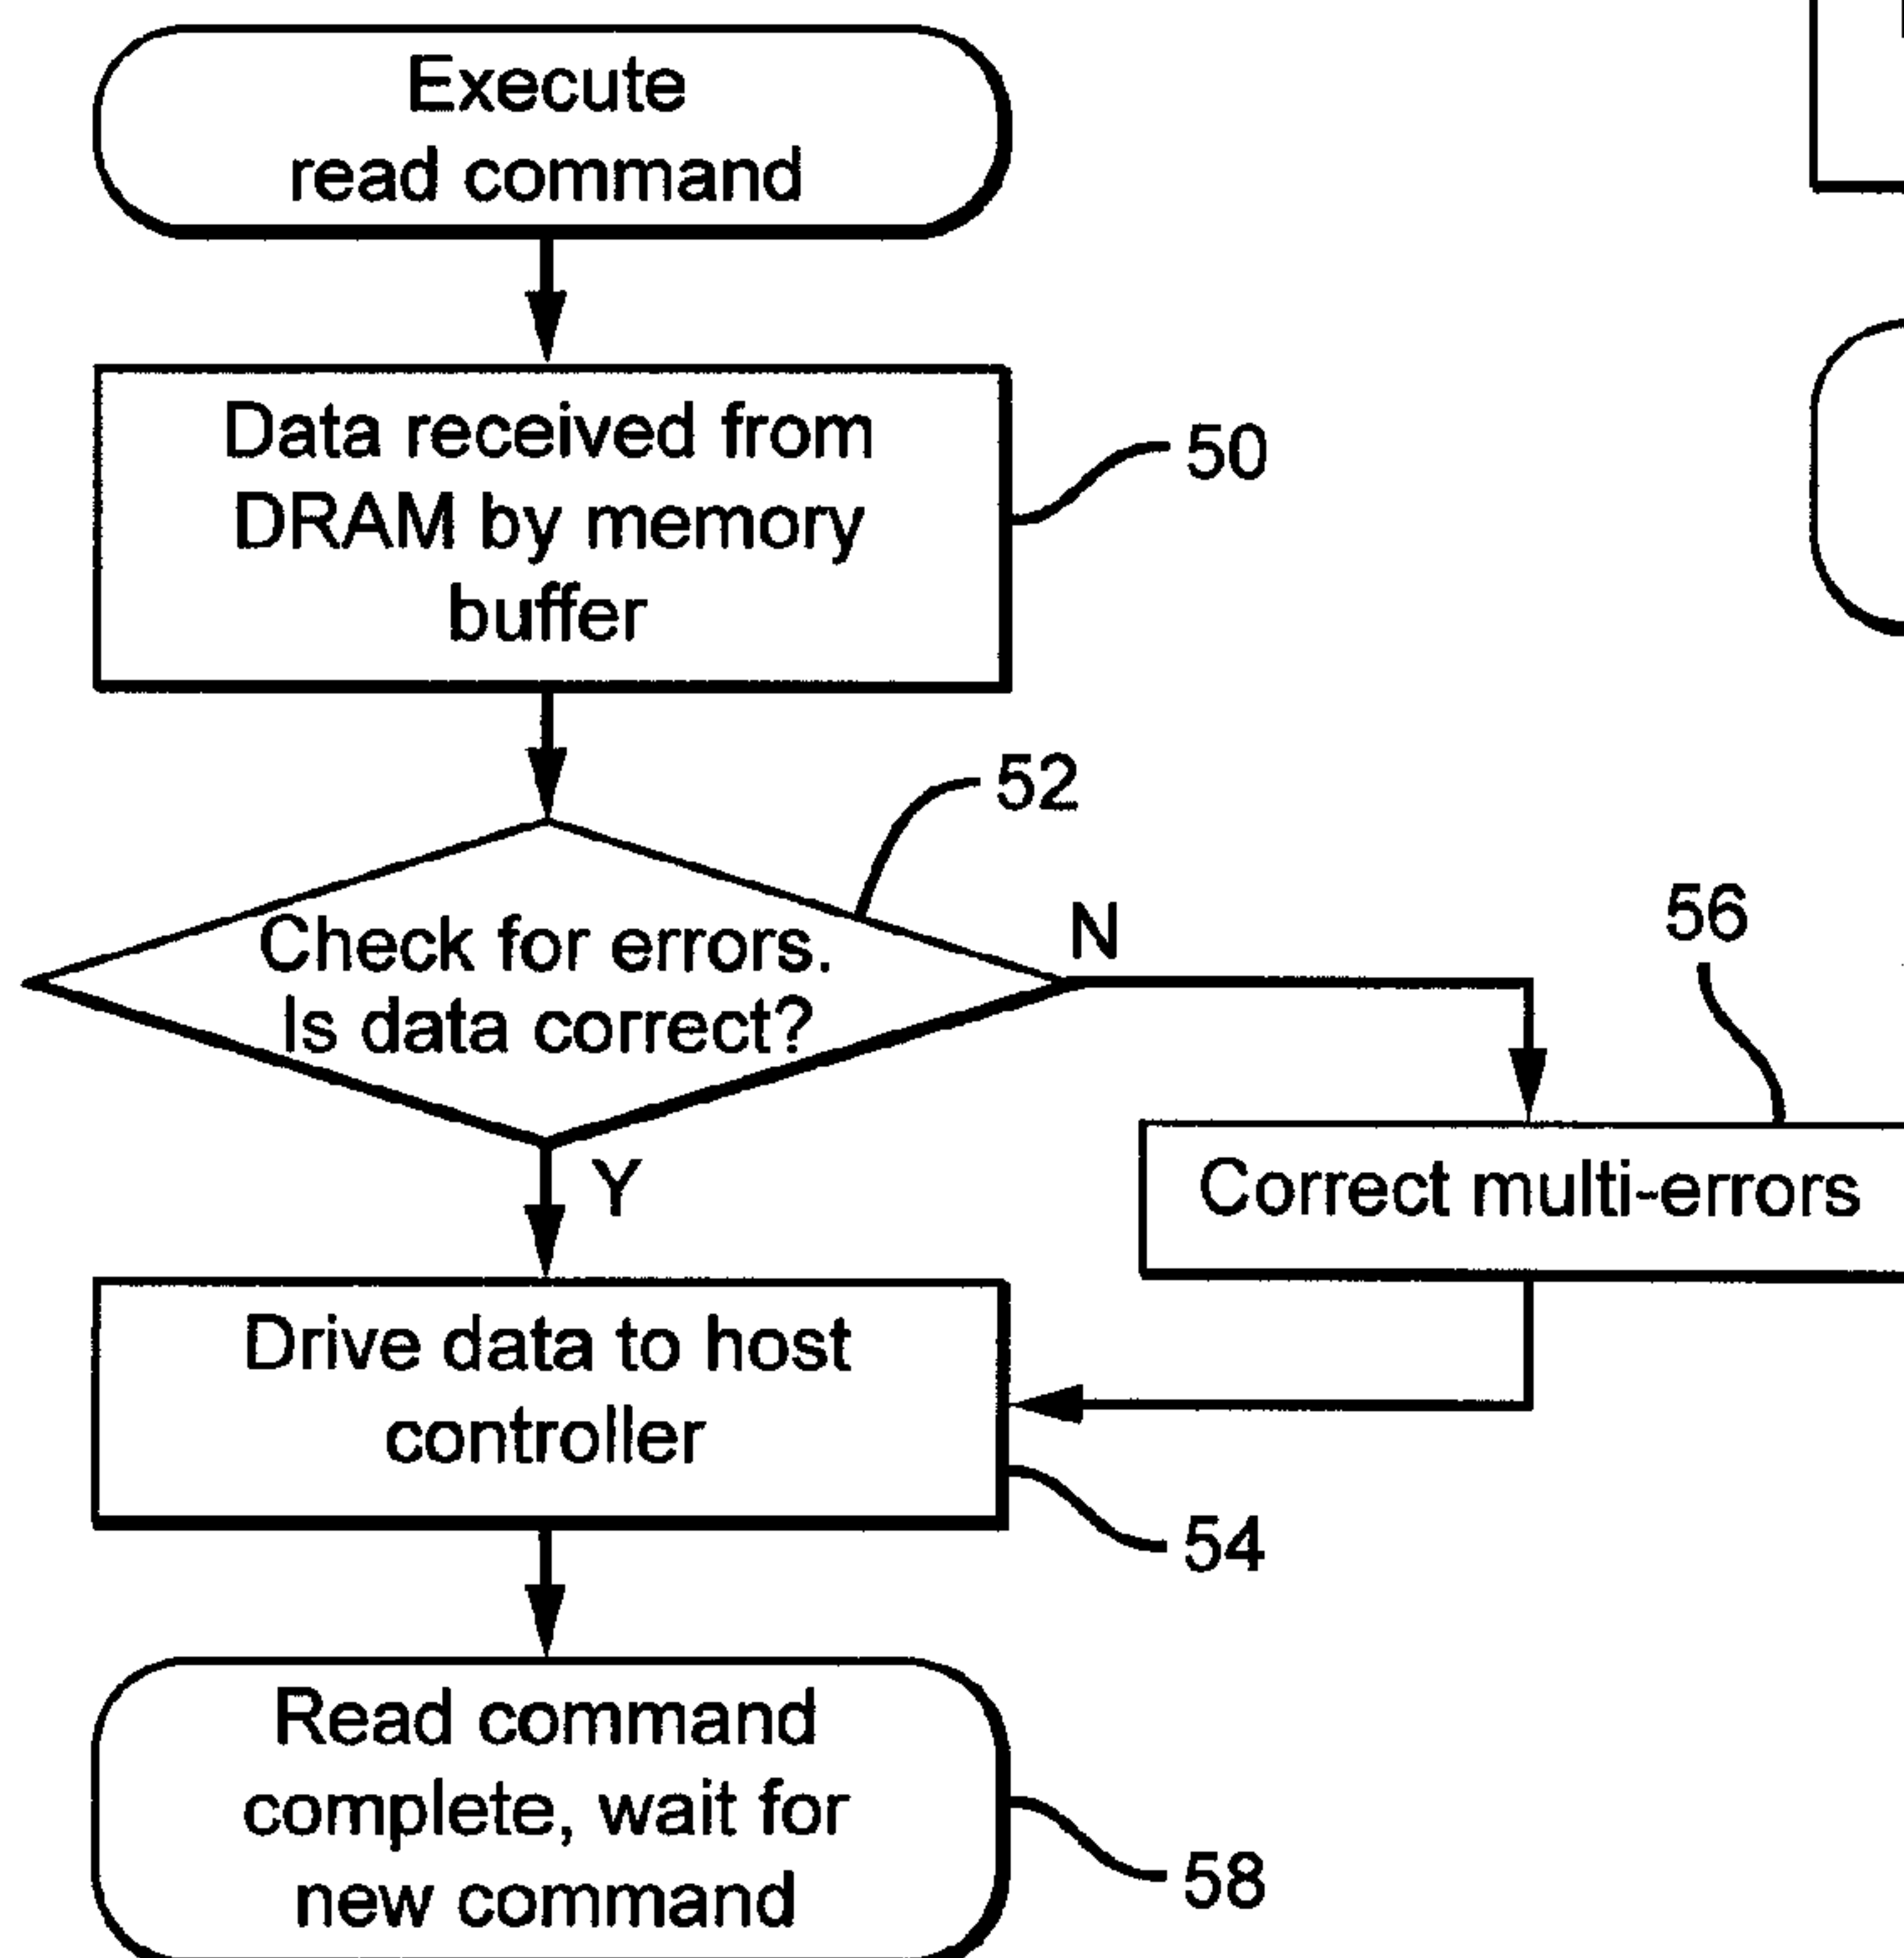 Execute
read command
Data received from
DRAM by memory
buffer
50
52
Check for errors.
Is data correct?
N
Y
56
Correct multi-errors
Drive data to host
controller
54
Read command
complete, wait for
new command
58